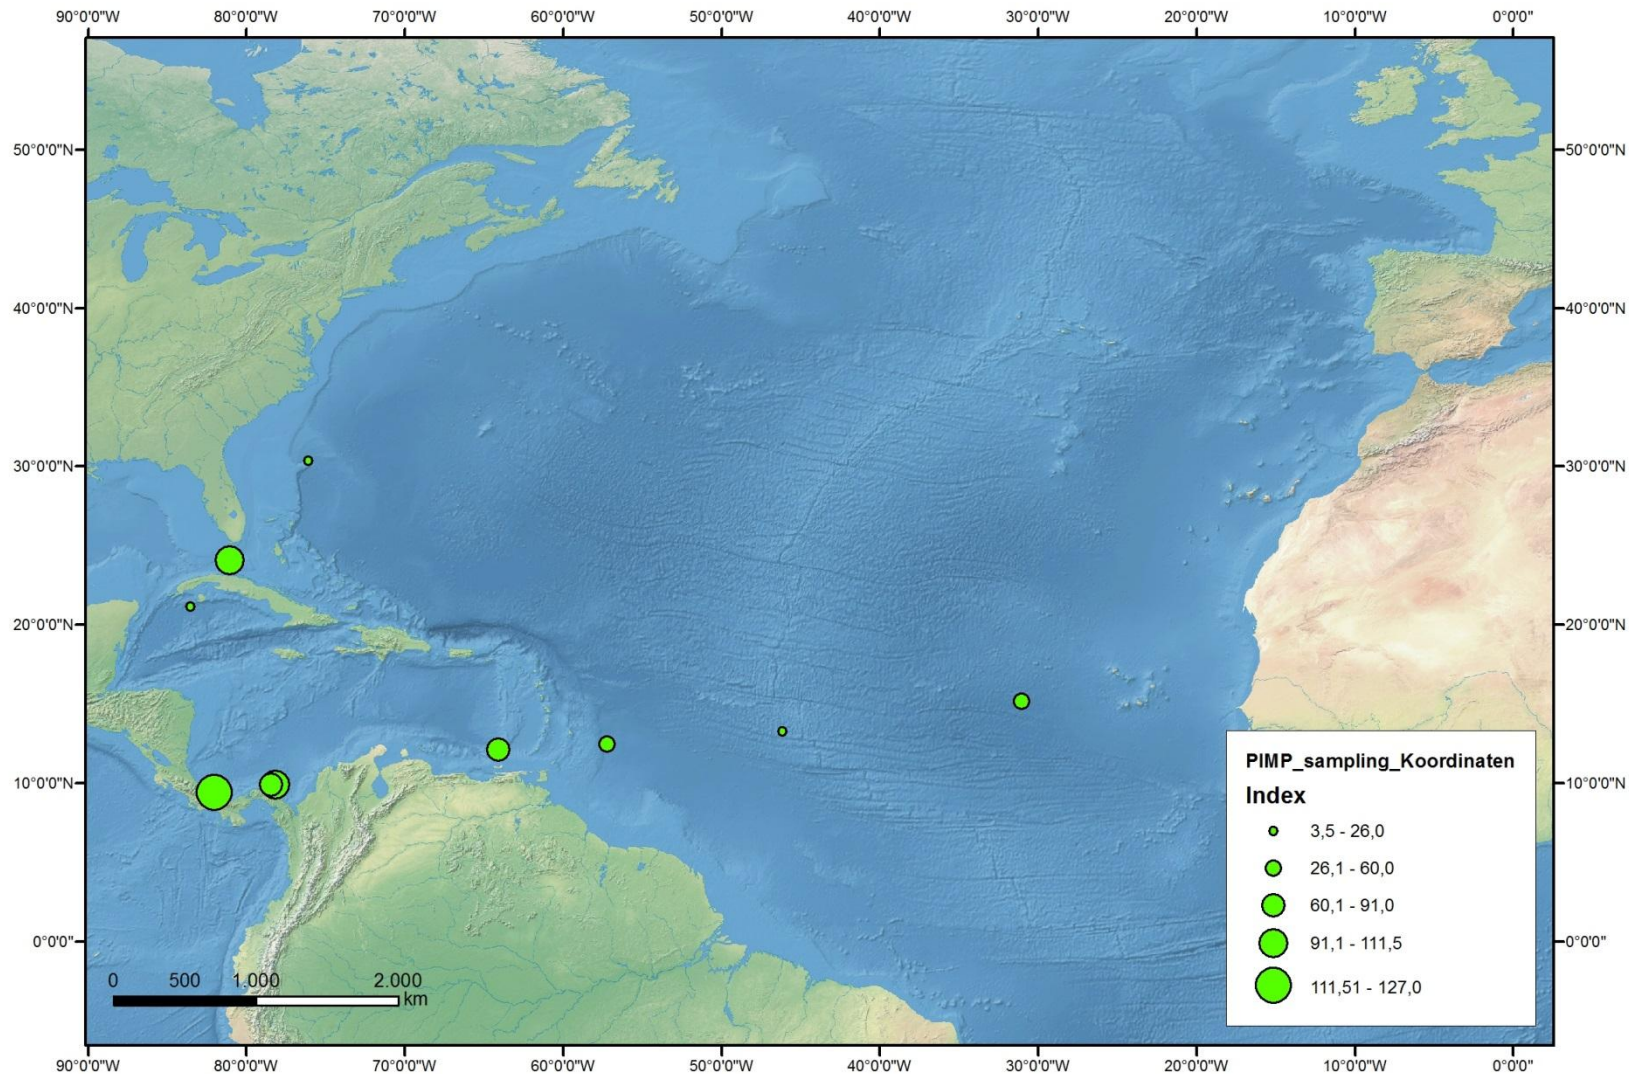 90°0'0"W 80°0'0"W 70°0'0"W 60°0'0"W 50°0'0"W 40°0'0"W 30°0'0"W 20°0'0"W 10°0'0"W 0°0'0"
50°0'0"N 50°0'0"N
40°0'0"N 40°0'0"N
30°0'0"N 30°0'0"N
20°0'0"N 20°0'0"N
10°0'0"N 10°0'0"N
0°0'0" 0°0'0"
PIMP_sampling_Koordinaten
Index
3,5 - 26,0
26,1 - 60,0
60,1 - 91,0
91,1 - 111,5
111,51 - 127,0
0 500 1.000 2.000
km
90°0'0"W 80°0'0"W 70°0'0"W 60°0'0"W 50°0'0"W 40°0'0"W 30°0'0"W 20°0'0"W 10°0'0"W 0°0'0"